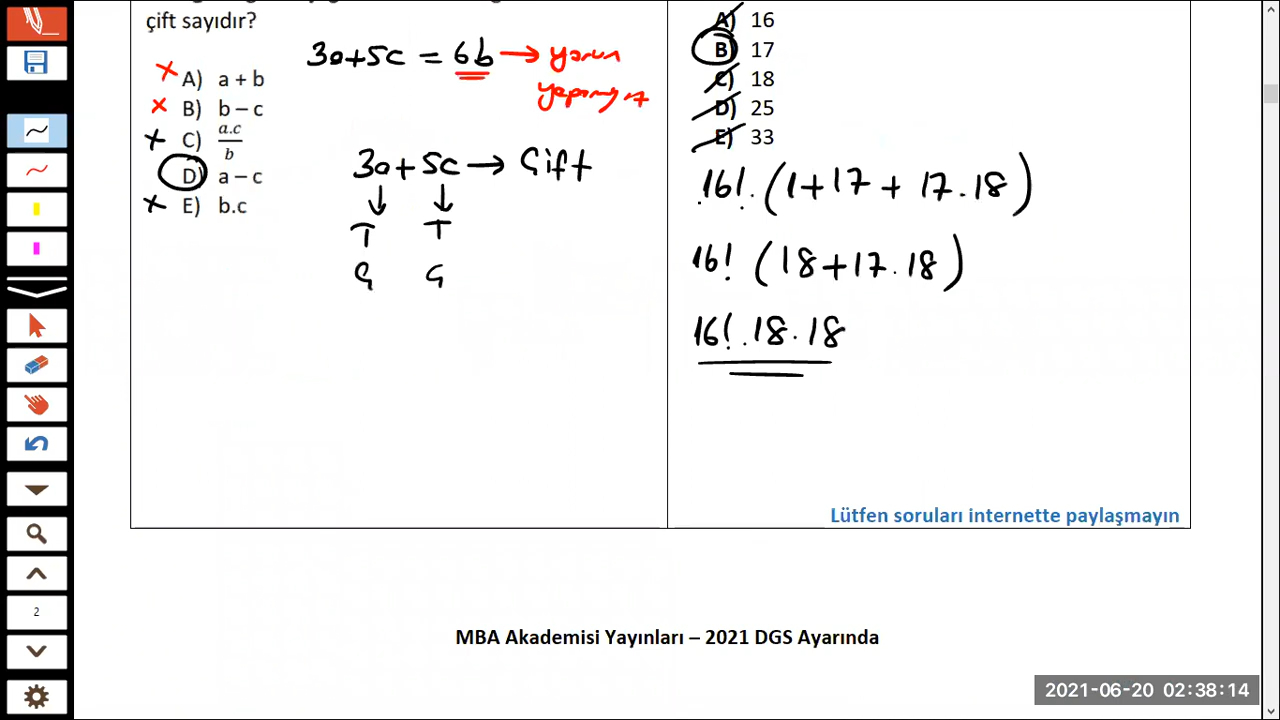 çift sayıdır?
3a+5c = 6b → yorum
yapamayız
A) a + b
B) b – c
C) a.c/b
D) a – c
E) b.c
3a+5c → Çift
↓ ↓
T T
Ç Ç
A) 16
B) 17
C) 18
D) 25
E) 33
16! . (1+17 + 17.18)
16! (18+17.18)
16! . 18 . 18
Lütfen soruları internette paylaşmayın
MBA Akademisi Yayınları – 2021 DGS Ayarında
2
2021-06-20 02:38:14